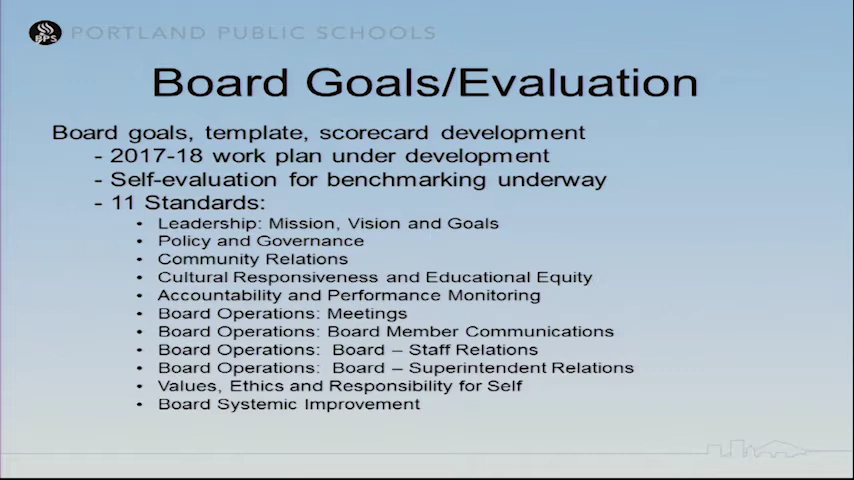 PPS PORTLAND PUBLIC SCHOOLS
Board Goals/Evaluation
Board goals, template, scorecard development
- 2017-18 work plan under development
- Self-evaluation for benchmarking underway
- 11 Standards:
• Leadership: Mission, Vision and Goals
• Policy and Governance
• Community Relations
• Cultural Responsiveness and Educational Equity
• Accountability and Performance Monitoring
• Board Operations: Meetings
• Board Operations: Board Member Communications
• Board Operations: Board – Staff Relations
• Board Operations: Board – Superintendent Relations
• Values, Ethics and Responsibility for Self
• Board Systemic Improvement